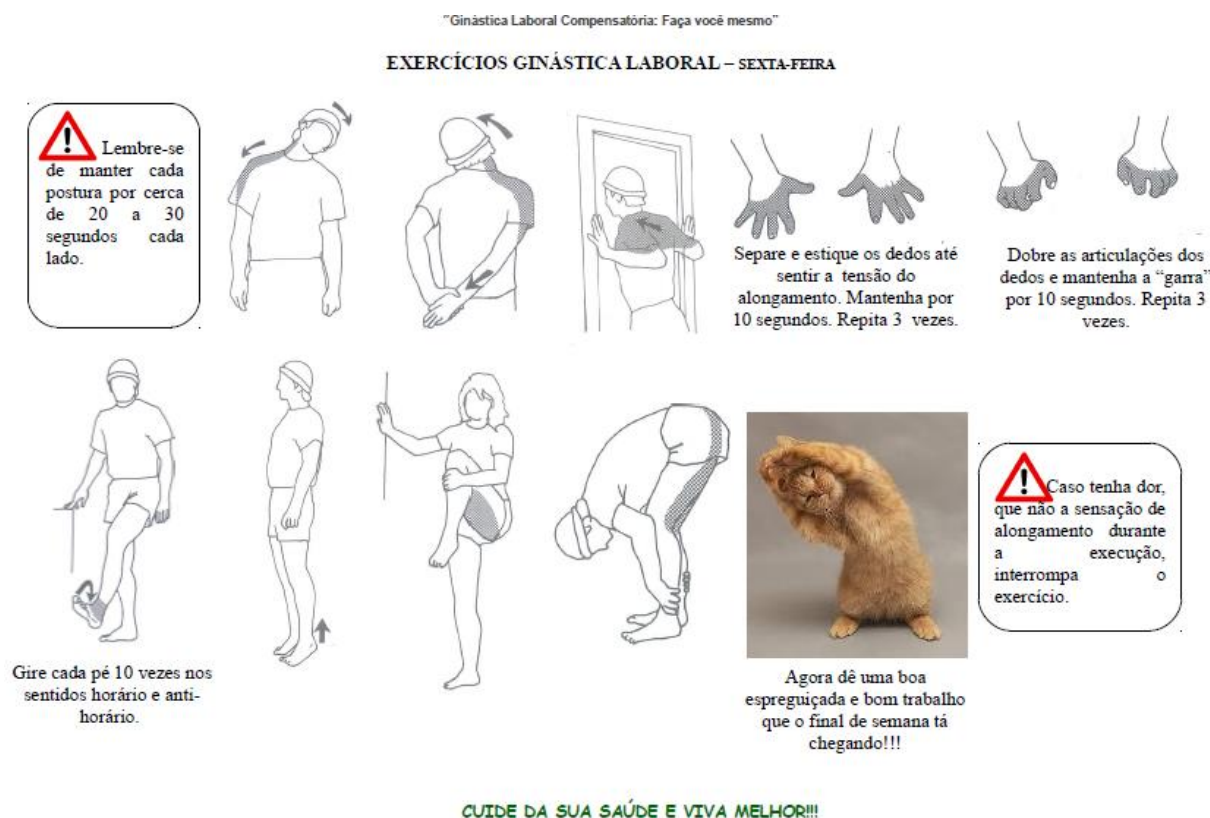 "Ginástica Laboral Compensatória: Faça você mesmo"
EXERCÍCIOS GINÁSTICA LABORAL – SEXTA-FEIRA
Lembre-se
de manter cada
postura por cerca
de 20 a 30
segundos cada
lado.
Separe e estique os dedos até
sentir a tensão do
alongamento. Mantenha por
10 segundos. Repita 3 vezes.
Dobre as articulações dos
dedos e mantenha a “garra”
por 10 segundos. Repita 3
vezes.
Gire cada pé 10 vezes nos
sentidos horário e anti-
horário.
Agora dê uma boa
espreguiçada e bom trabalho
que o final de semana tá
chegando!!!
Caso tenha dor,
que não a sensação de
alongamento durante
a execução,
interrompa o
exercício.
CUIDE DA SUA SAÚDE E VIVA MELHOR!!!